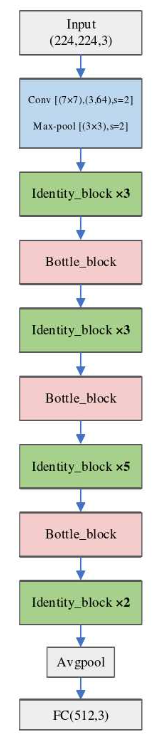 Input
(224,224,3)
Conv [(7×7),(3,64),s=2]
Max-pool [(3×3),s=2]
Identity_block ×3
Bottle_block
Identity_block ×3
Bottle_block
Identity_block ×5
Bottle_block
Identity_block ×2
Avgpool
FC(512,3)